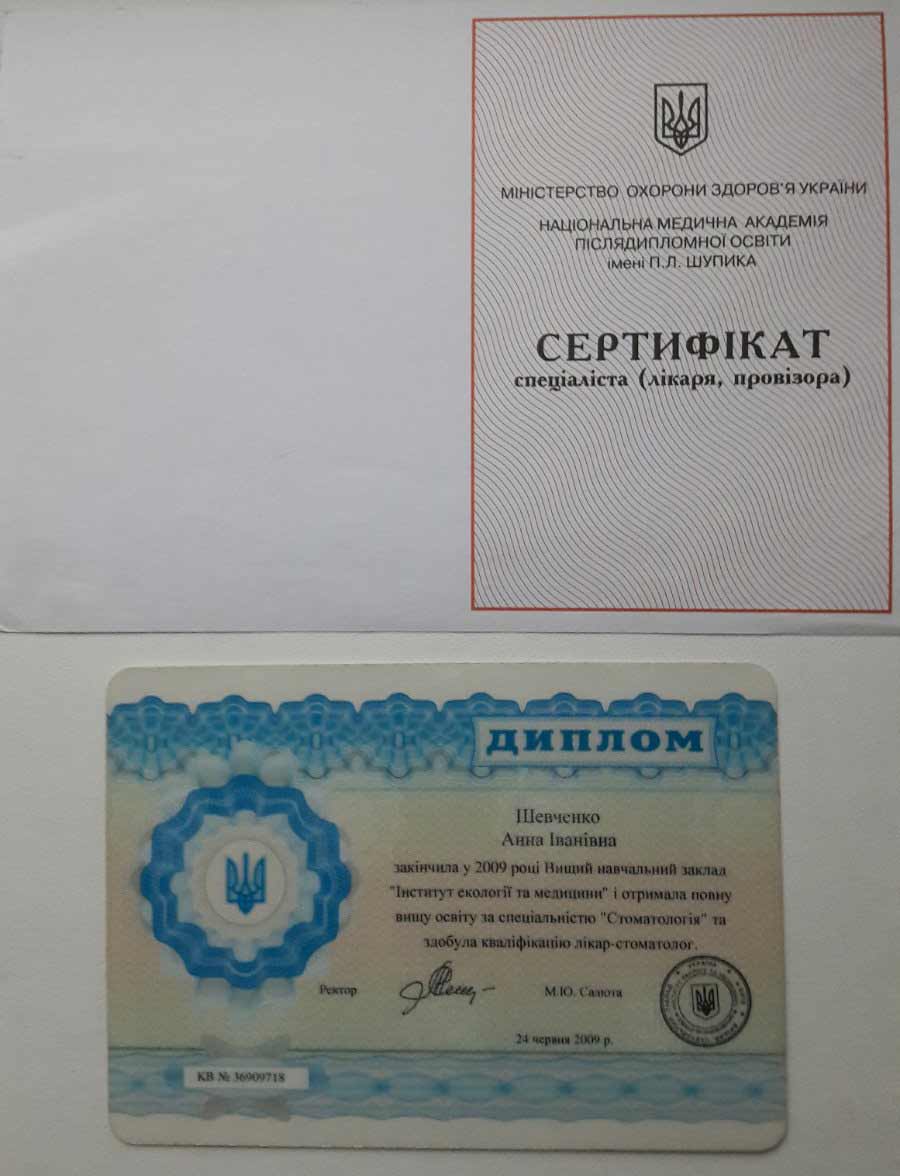 МІНІСТЕРСТВО ОХОРОНИ ЗДОРОВ'Я УКРАЇНИ
НАЦІОНАЛЬНА МЕДИЧНА АКАДЕМІЯ
ПІСЛЯДИПЛОМНОЇ ОСВІТИ
імені П.Л. ШУПИКА
СЕРТИФІКАТ
спеціаліста (лікаря, провізора)
ДИПЛОМ
Шевченко
Анна Іванівна
закінчила у 2009 році Вищий навчальний заклад
"Інститут екології та медицини" і отримала повну
вищу освіту за спеціальністю "Стоматологія" та
здобула кваліфікацію лікар-стоматолог.
Ректор
М.Ю. Салюта
24 червня 2009 р.
КВ № 36909718